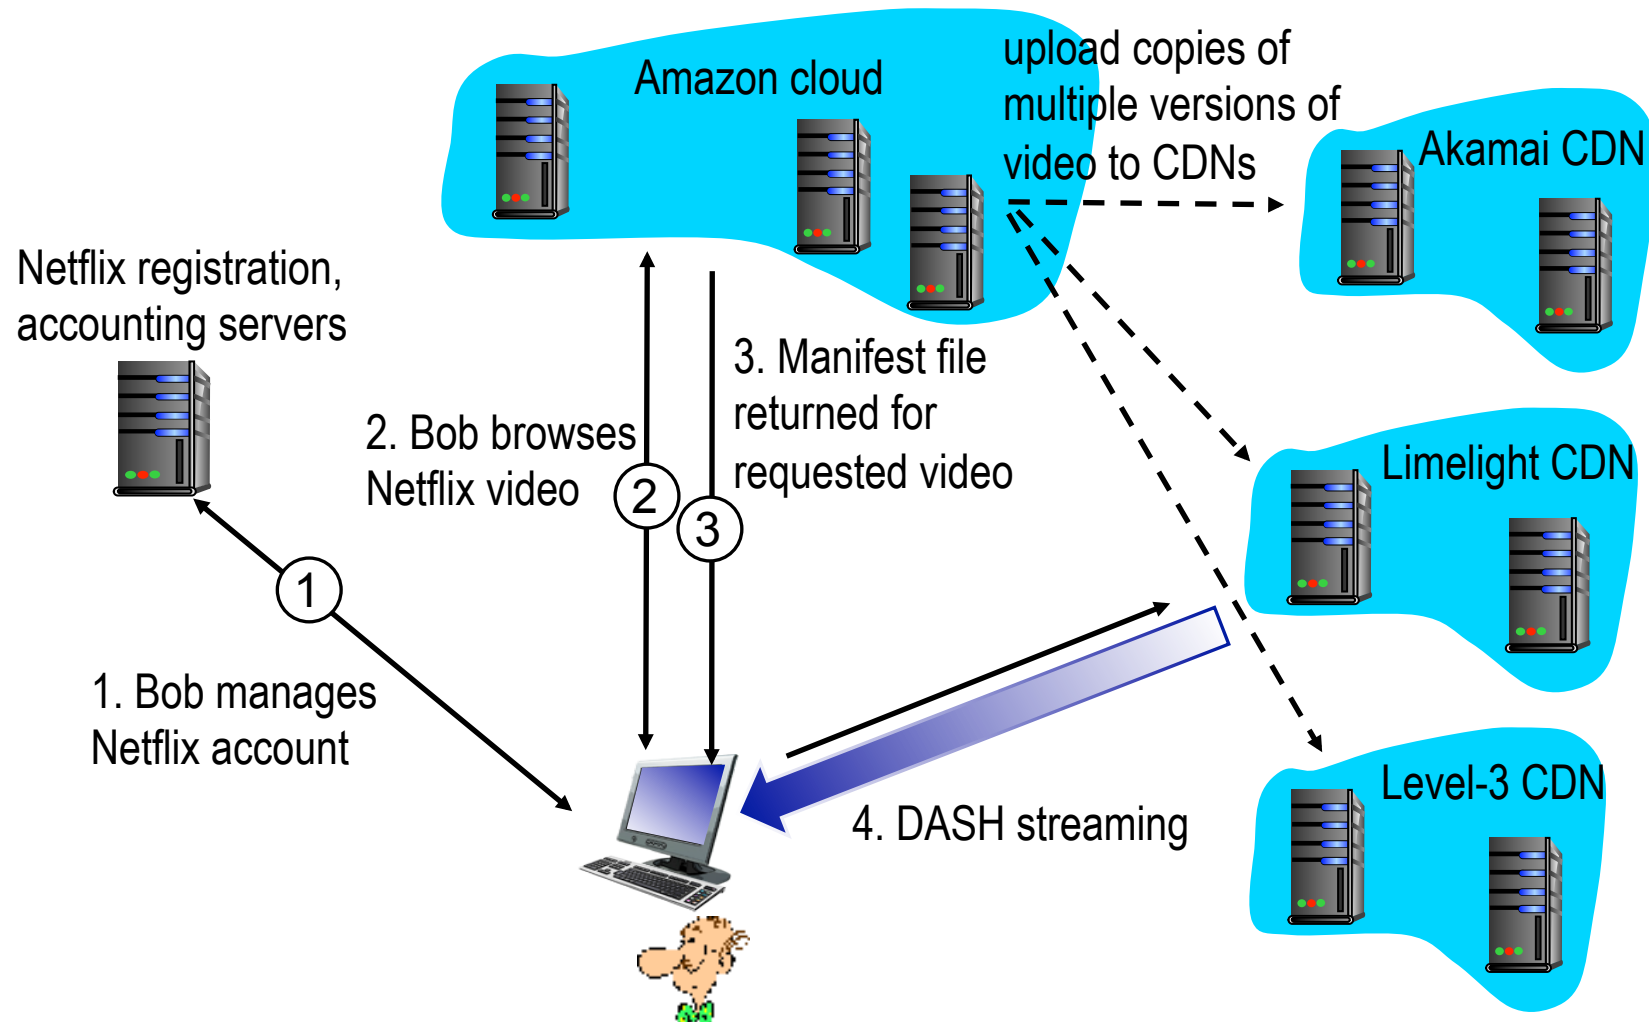 Amazon cloud
upload copies of
multiple versions of
video to CDNs
Akamai CDN
Netflix registration,
accounting servers
3. Manifest file
returned for
requested video
2. Bob browses
Netflix video
2
3
Limelight CDN
1
1. Bob manages
Netflix account
4. DASH streaming
Level-3 CDN